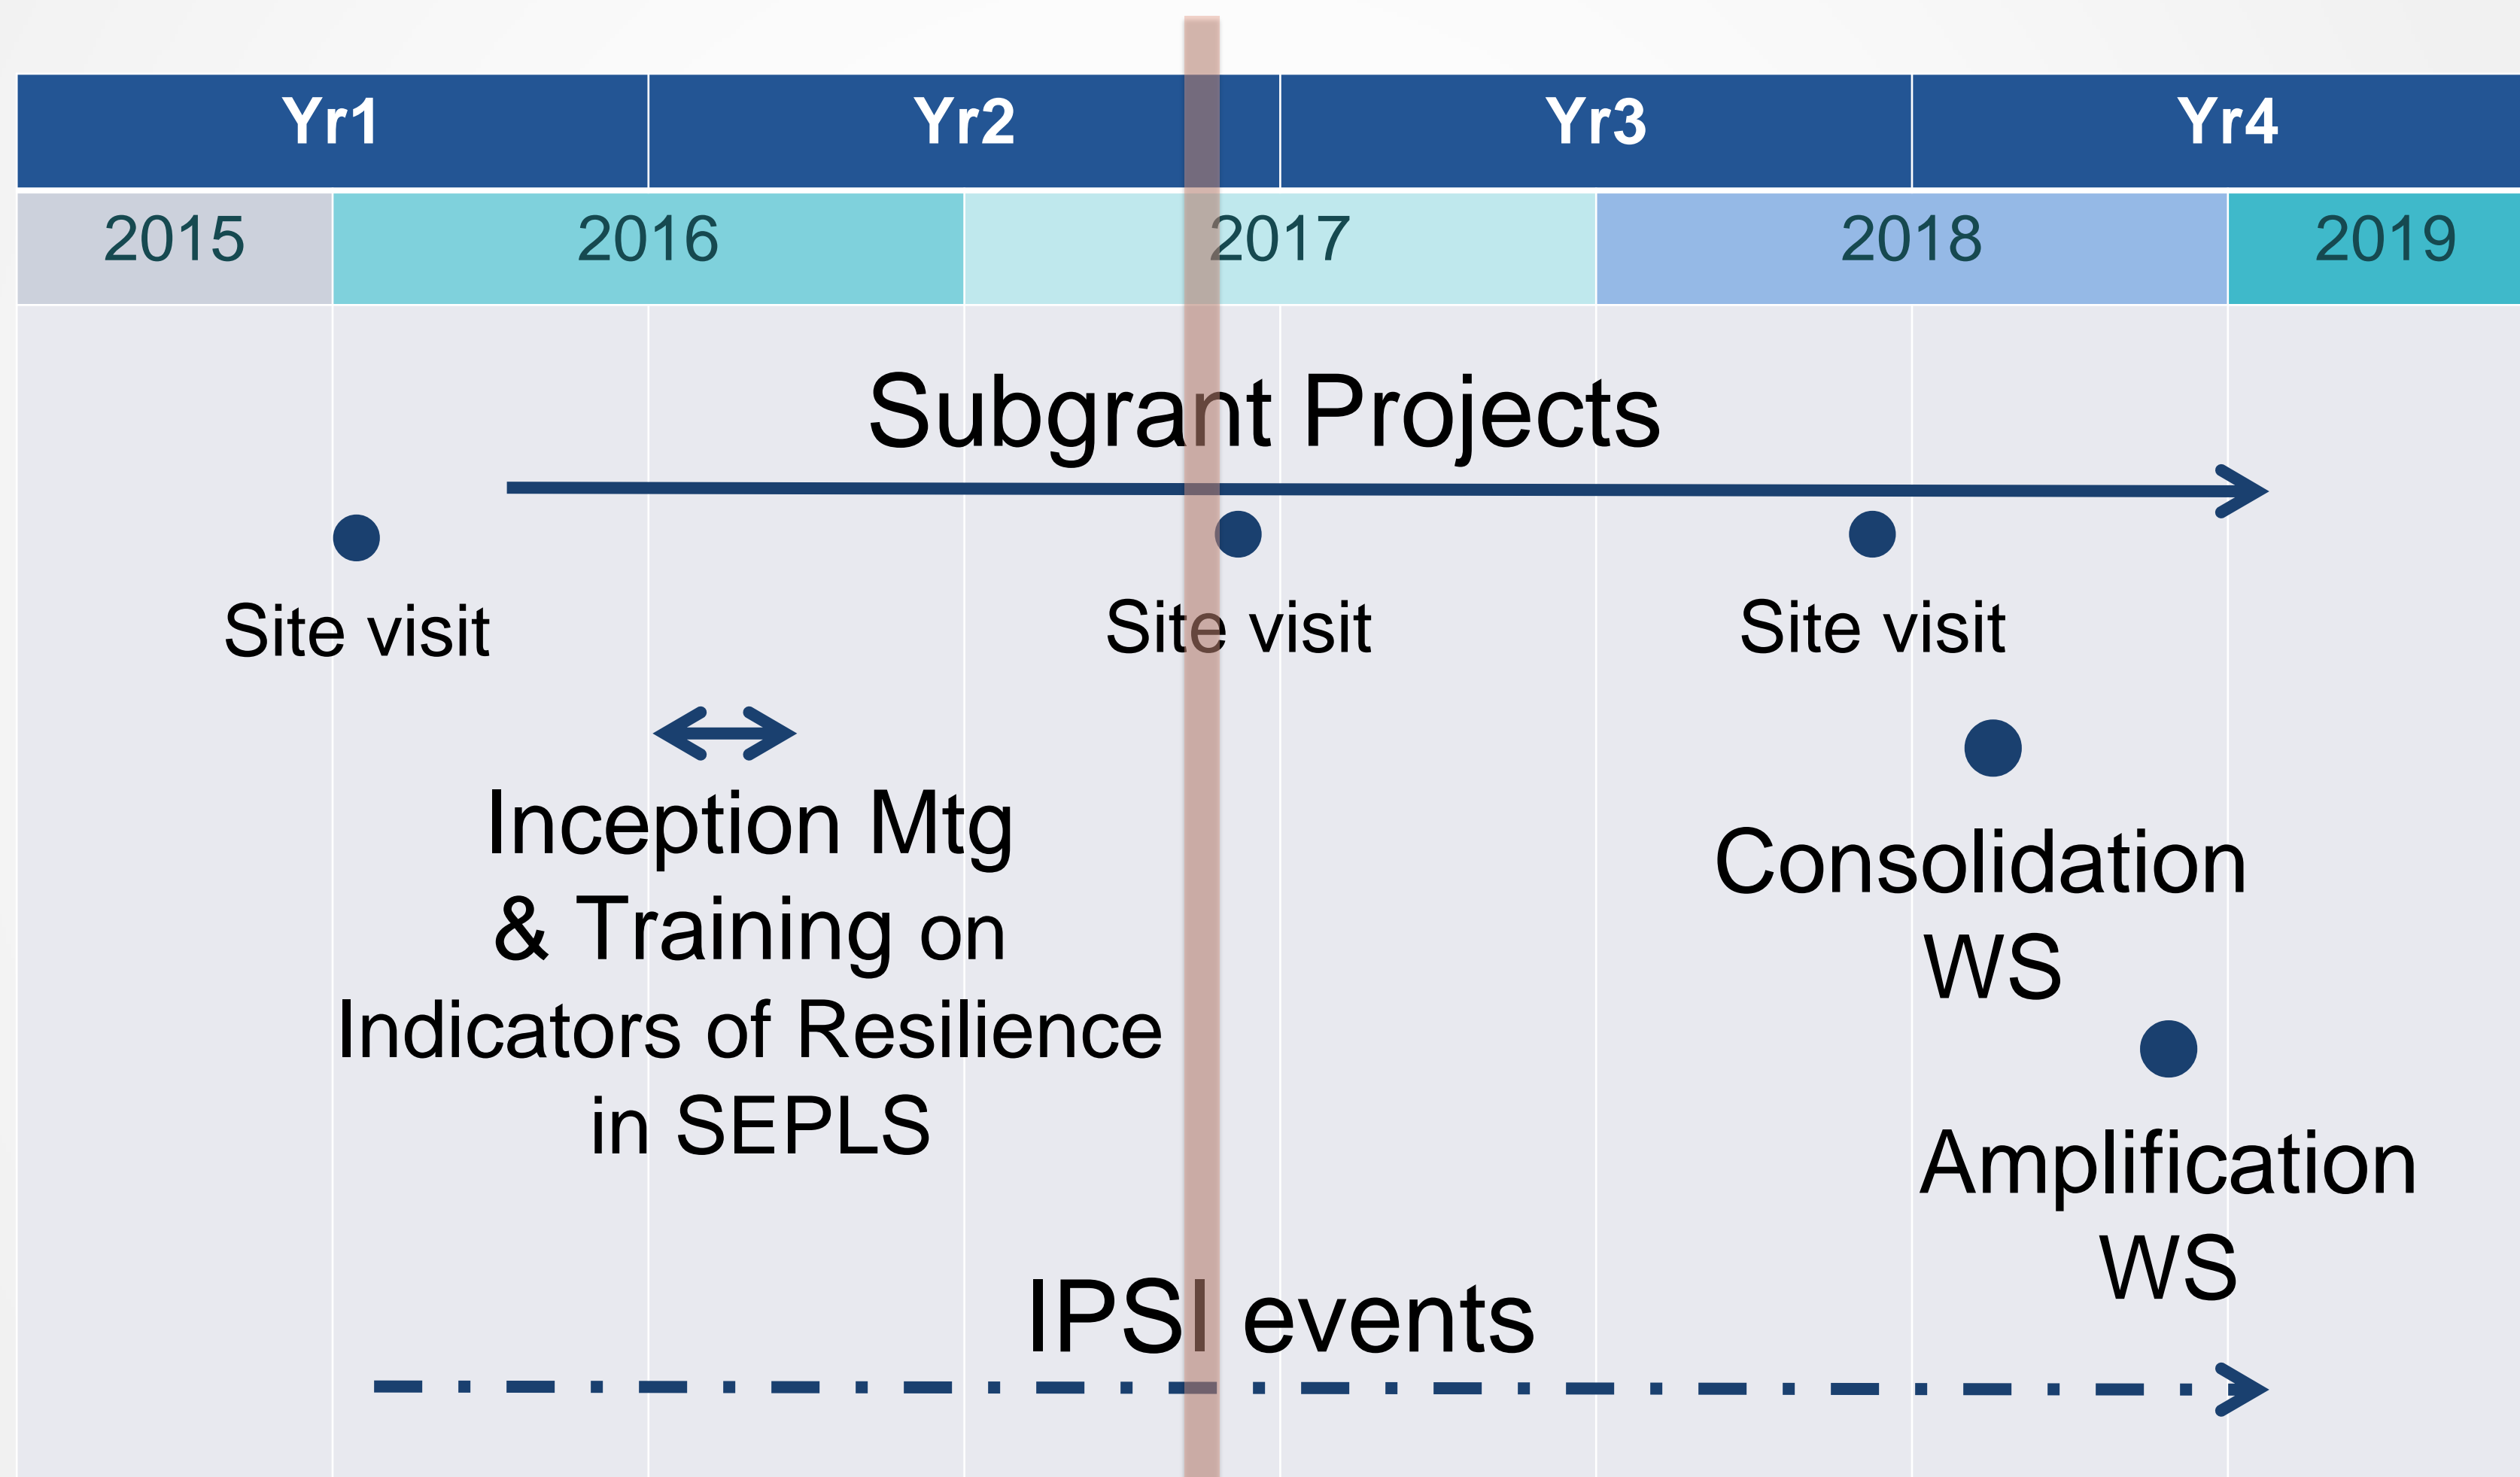 Yr1 Yr2 Yr3 Yr4
2015 2016 2017 2018 2019
Subgrant Projects
Site visit Site visit Site visit
Inception Mtg
& Training on
Indicators of Resilience
in SEPLS
Consolidation
WS
Amplification
WS
IPSI events